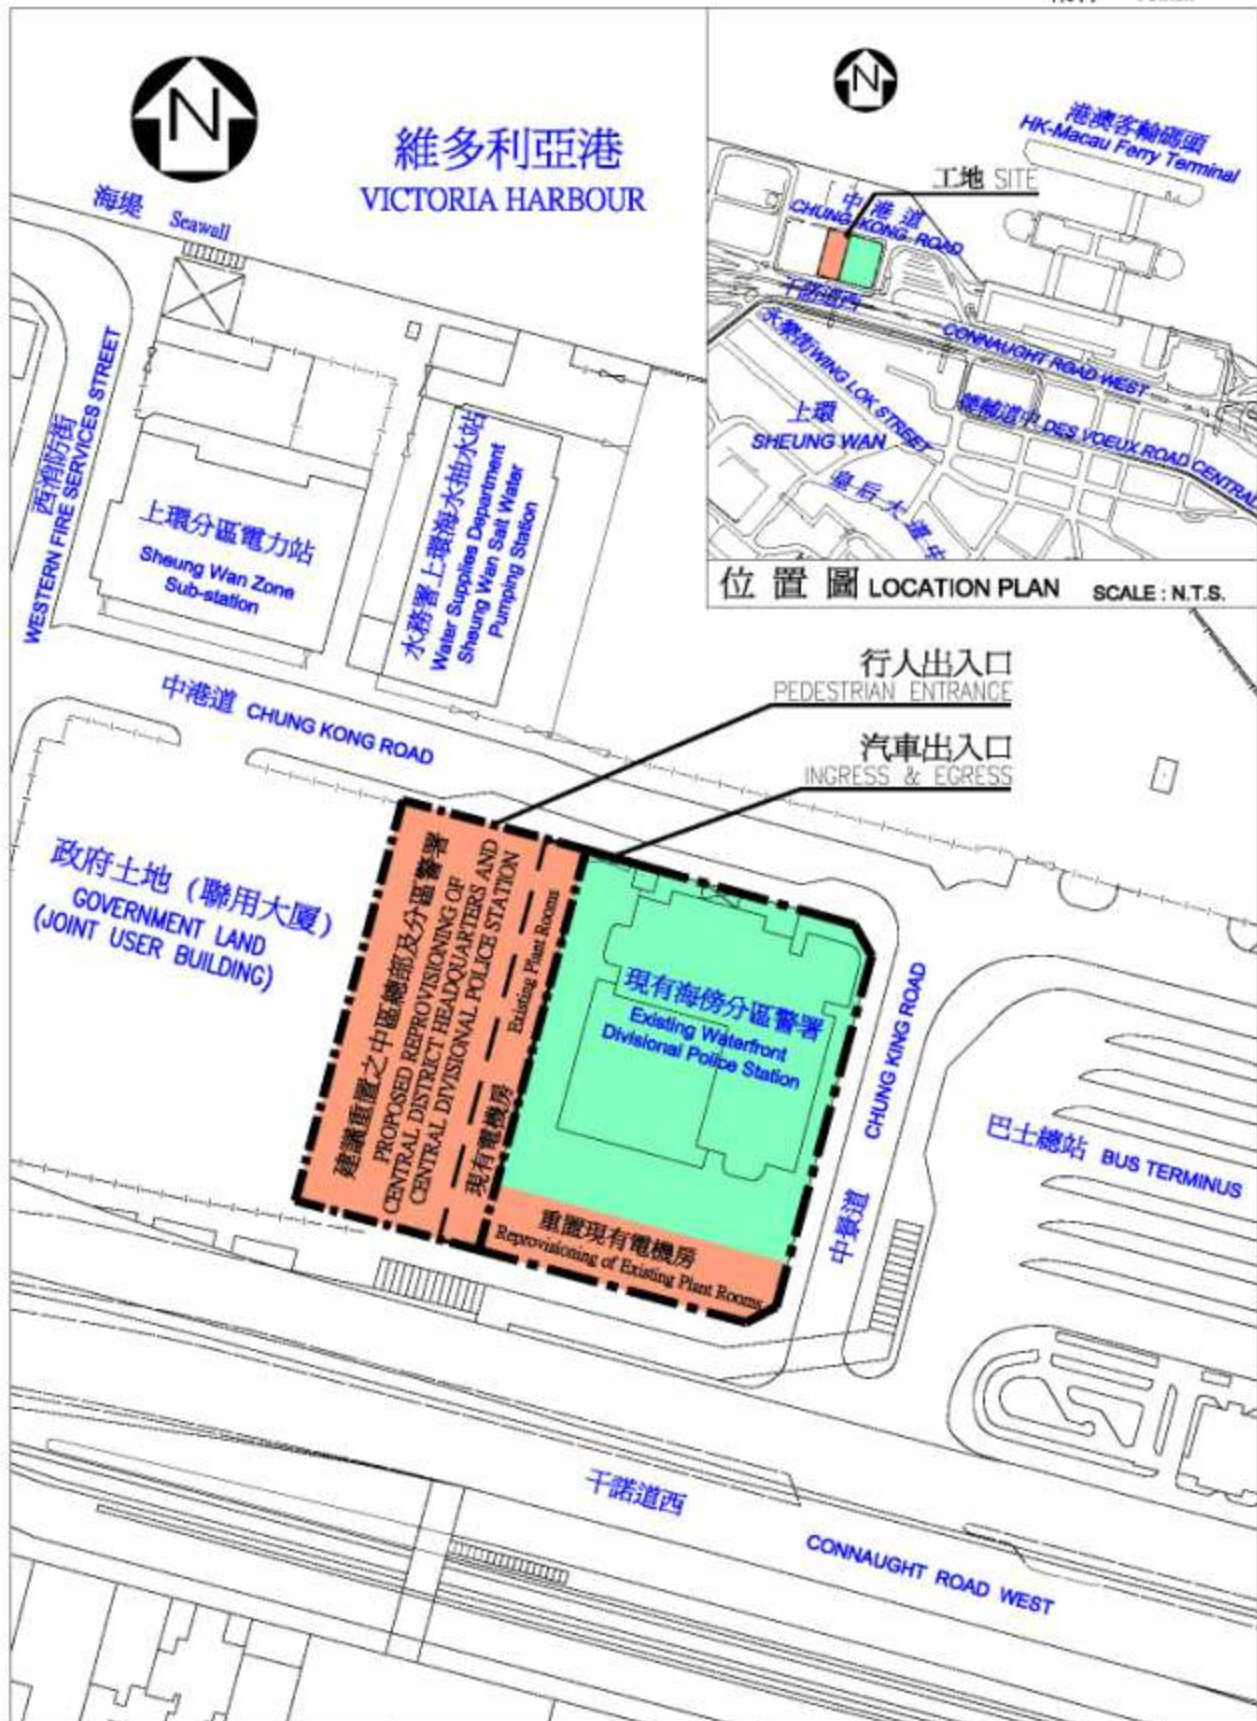 N
維多利亞港
VICTORIA HARBOUR
海堤 Seawall
西消防街
WESTERN FIRE SERVICES STREET
上環分區電力站
Sheung Wan Zone
Sub-station
水務署上環海水抽水站
Water Supplies Department
Sheung Wan Salt Water
Pumping Station
中港道 CHUNG KONG ROAD
N
港澳客輪碼頭
HK-Macau Ferry Terminal
工地 SITE
中港道
CHUNG KONG ROAD
干諾道西
CONNAUGHT ROAD WEST
永樂街 WING LOK STREET
上環
SHEUNG WAN
德輔道中 DES VOEUX ROAD CENTRAL
皇后大道中
位置圖 LOCATION PLAN SCALE : N.T.S.
行人出入口
PEDESTRIAN ENTRANCE
汽車出入口
INGRESS & EGRESS
政府土地 (聯用大廈)
GOVERNMENT LAND
(JOINT USER BUILDING)
建議重置之中區總部及分區警署
PROPOSED REPROVISIONING OF
CENTRAL DISTRICT HEADQUARTERS AND
CENTRAL DIVISIONAL POLICE STATION
現有電機房 Existing Plant Rooms
現有海傍分區警署
Existing Waterfront
Divisional Police Station
重置現有電機房
Reprovisioning of Existing Plant Rooms
CHUNG KING ROAD
巴士總站 BUS TERMINUS
干諾道西
CONNAUGHT ROAD WEST